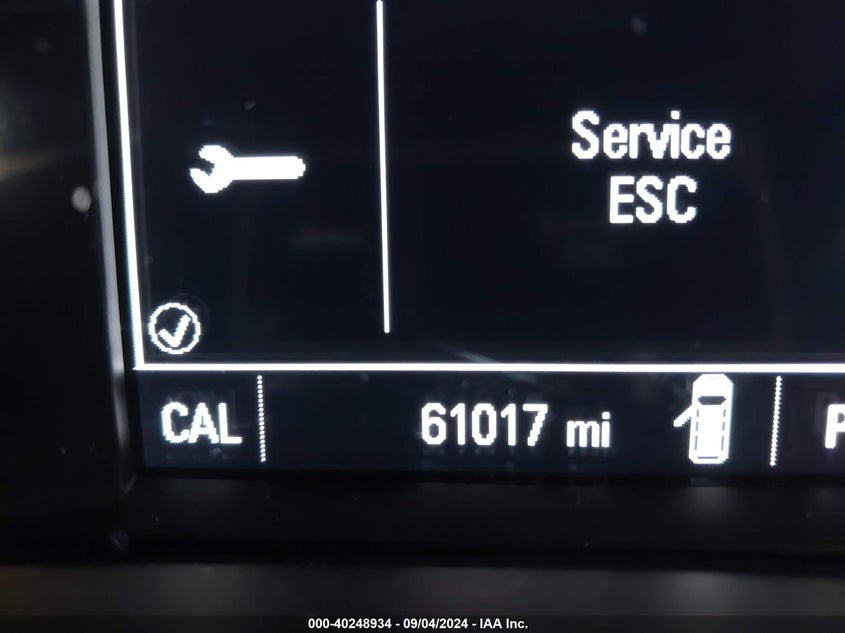 Service
ESC
CAL
61017 mi
P
000-40248934 - 09/04/2024 - IAA Inc.